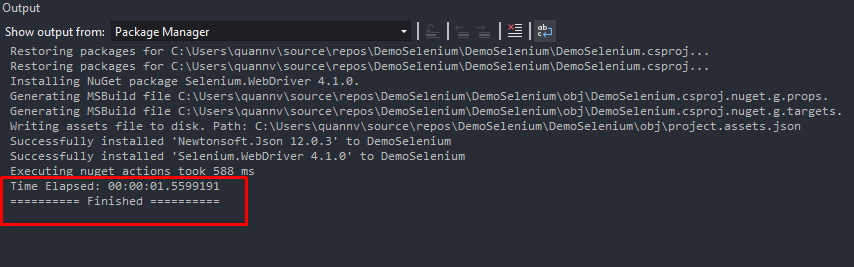 Output
Show output from: Package Manager
Restoring packages for C:\Users\quannv\source\repos\DemoSelenium\DemoSelenium\DemoSelenium.csproj...
Restoring packages for C:\Users\quannv\source\repos\DemoSelenium\DemoSelenium\DemoSelenium.csproj...
Installing NuGet package Selenium.WebDriver 4.1.0.
Generating MSBuild file C:\Users\quannv\source\repos\DemoSelenium\DemoSelenium\obj\DemoSelenium.csproj.nuget.g.props.
Generating MSBuild file C:\Users\quannv\source\repos\DemoSelenium\DemoSelenium\obj\DemoSelenium.csproj.nuget.g.targets.
Writing assets file to disk. Path: C:\Users\quannv\source\repos\DemoSelenium\DemoSelenium\obj\project.assets.json
Successfully installed 'Newtonsoft.Json 12.0.3' to DemoSelenium
Successfully installed 'Selenium.WebDriver 4.1.0' to DemoSelenium
Executing nuget actions took 588 ms
Time Elapsed: 00:00:01.5599191
========== Finished ==========